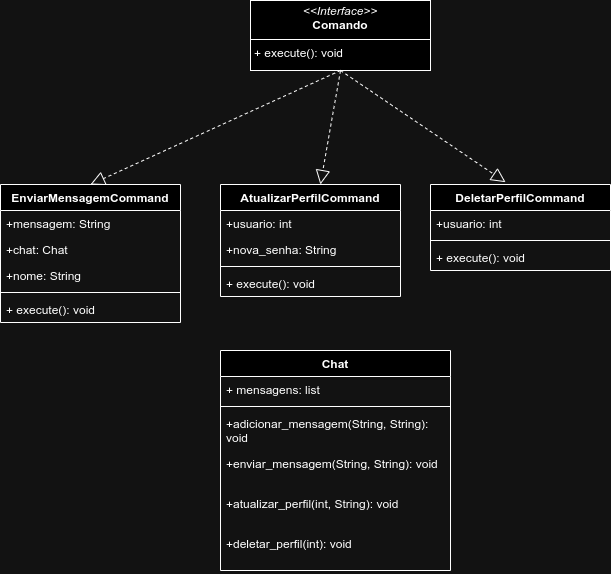 <<Interface>>
Comando
+ execute(): void
EnviarMensagemCommand
+mensagem: String
+chat: Chat
+nome: String
+ execute(): void
AtualizarPerfilCommand
+usuario: int
+nova_senha: String
+ execute(): void
DeletarPerfilCommand
+usuario: int
+ execute(): void
Chat
+ mensagens: list
+adicionar_mensagem(String, String):
void
+enviar_mensagem(String, String): void
+atualizar_perfil(int, String): void
+deletar_perfil(int): void